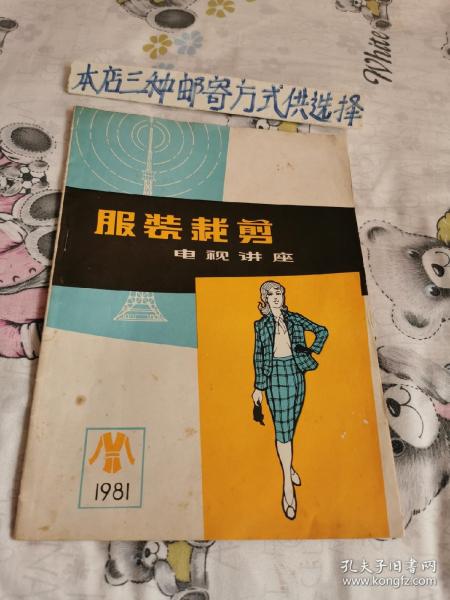 White
本店三种邮寄方式供选择
服装裁剪
电视讲座
1981
孔夫子旧书网
www.kongfz.com